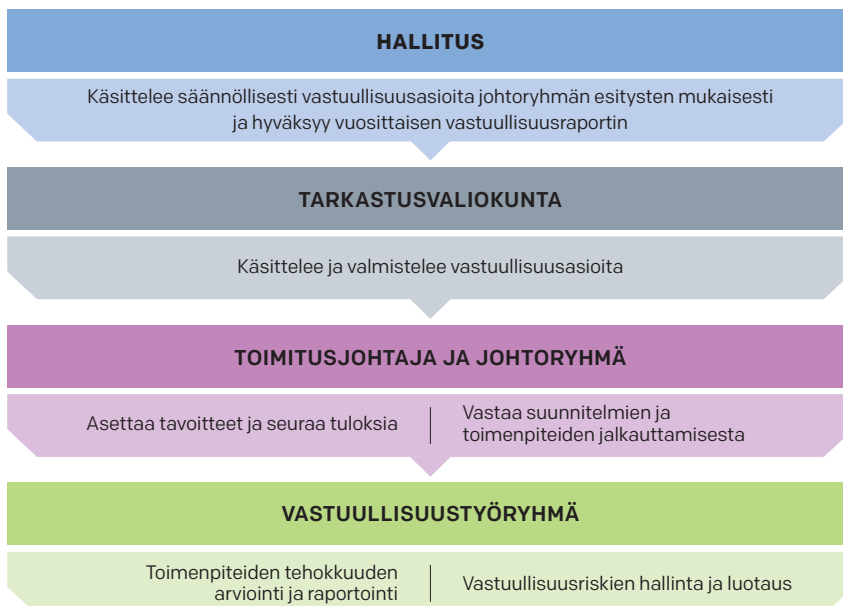 HALLITUS
Käsittelee säännöllisesti vastuullisuusasioita johtoryhmän esitysten mukaisesti
ja hyväksyy vuosittaisen vastuullisuusraportin
TARKASTUSVALIOKUNTA
Käsittelee ja valmistelee vastuullisuusasioita
TOIMITUSJOHTAJA JA JOHTORYHMÄ
Asettaa tavoitteet ja seuraa tuloksia
Vastaa suunnitelmien ja
toimenpiteiden jalkauttamisesta
VASTUULLISUUSTYÖRYHMÄ
Toimenpiteiden tehokkuuden
arviointi ja raportointi
Vastuullisuusriskien hallinta ja luotaus